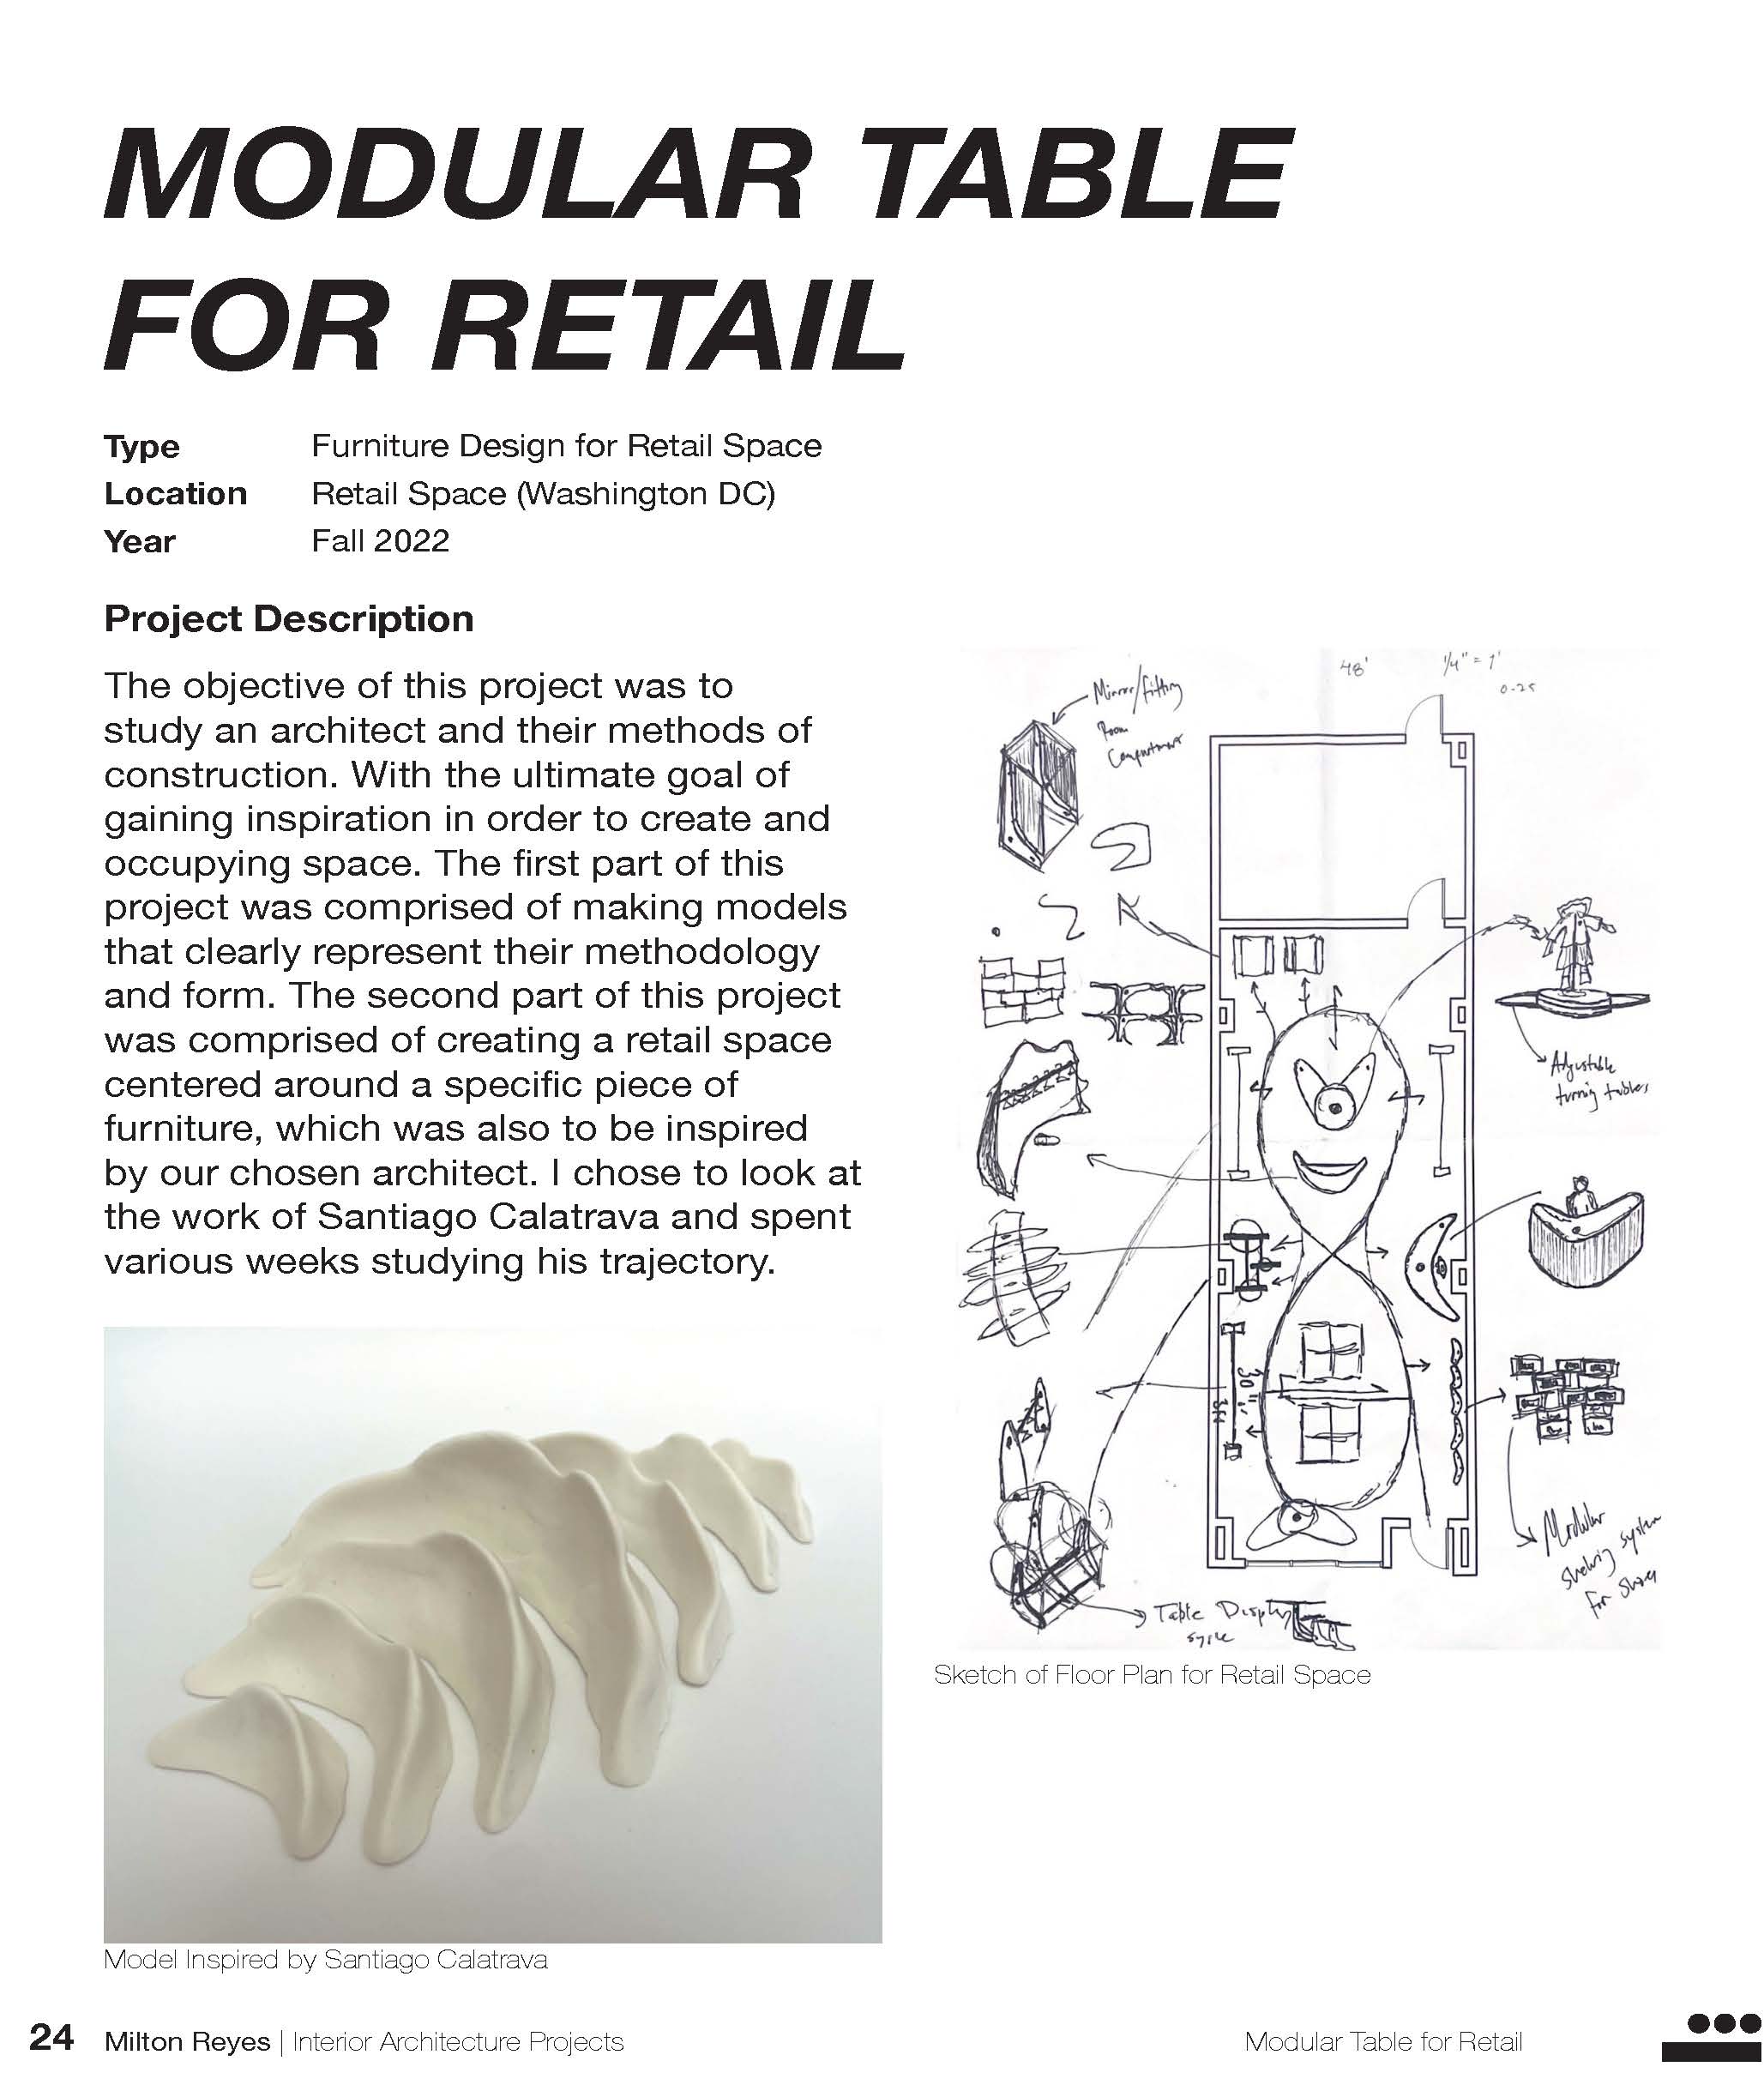 MODULAR TABLE
FOR RETAIL
Type Furniture Design for Retail Space
Location Retail Space (Washington DC)
Year Fall 2022
Project Description
The objective of this project was to
study an architect and their methods of
construction. With the ultimate goal of
gaining inspiration in order to create and
occupying space. The first part of this
project was comprised of making models
that clearly represent their methodology
and form. The second part of this project
was comprised of creating a retail space
centered around a specific piece of
furniture, which was also to be inspired
by our chosen architect. I chose to look at
the work of Santiago Calatrava and spent
various weeks studying his trajectory.
Model Inspired by Santiago Calatrava
48'
1/4" = 1'
0-25
Mirror/fitting
Room
Adjustable
turning tables
30"
3ft
Modular
shelving system
for shoes
Table Display
Sketch of Floor Plan for Retail Space
24 Milton Reyes | Interior Architecture Projects
Modular Table for Retail